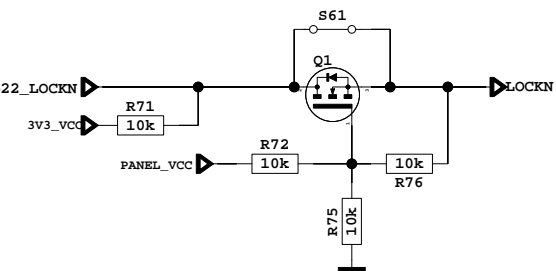 S61
Q1
22_LOCKN
LOCKN
R71
3V3_VCC
10k
R72
PANEL_VCC
10k
10k
R76
R75
10k